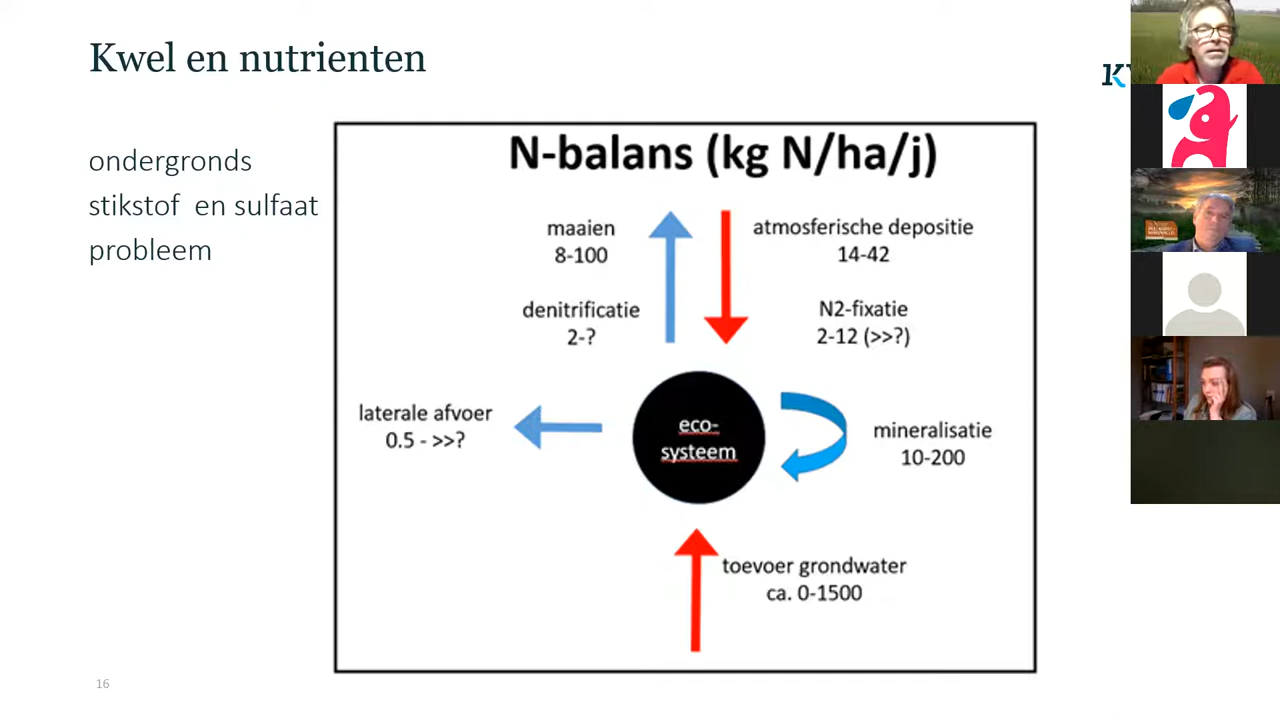 Kwel en nutrienten
ondergronds
stikstof en sulfaat
probleem
N-balans (kg N/ha/j)
maaien
8-100
atmosferische depositie
14-42
denitrificatie
2-?
N2-fixatie
2-12 (>>?)
laterale afvoer
0.5 - >>?
eco-
systeem
mineralisatie
10-200
toevoer grondwater
ca. 0-1500
16